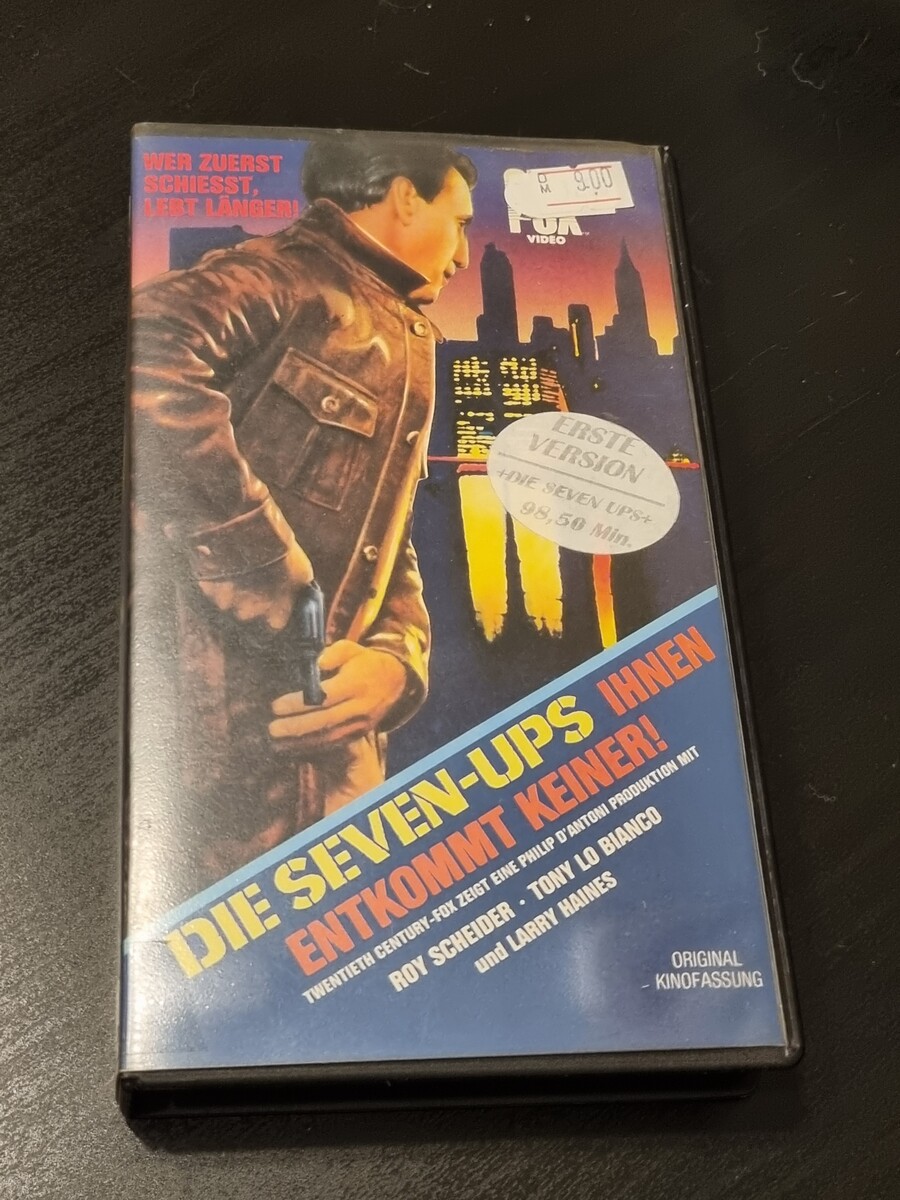 WER ZUERST
SCHIESST,
LEBT LÄNGER!
DM 9.00
FOX
VIDEO
ERSTE
VERSION
+DIE SEVEN UPS+
98,50 Min.
DIE SEVEN-UPS IHNEN
ENTKOMMT KEINER!
TWENTIETH CENTURY-FOX ZEIGT EINE PHILIP D'ANTONI PRODUKTION MIT
ROY SCHEIDER · TONY LO BIANCO
und LARRY HAINES
ORIGINAL
KINOFASSUNG